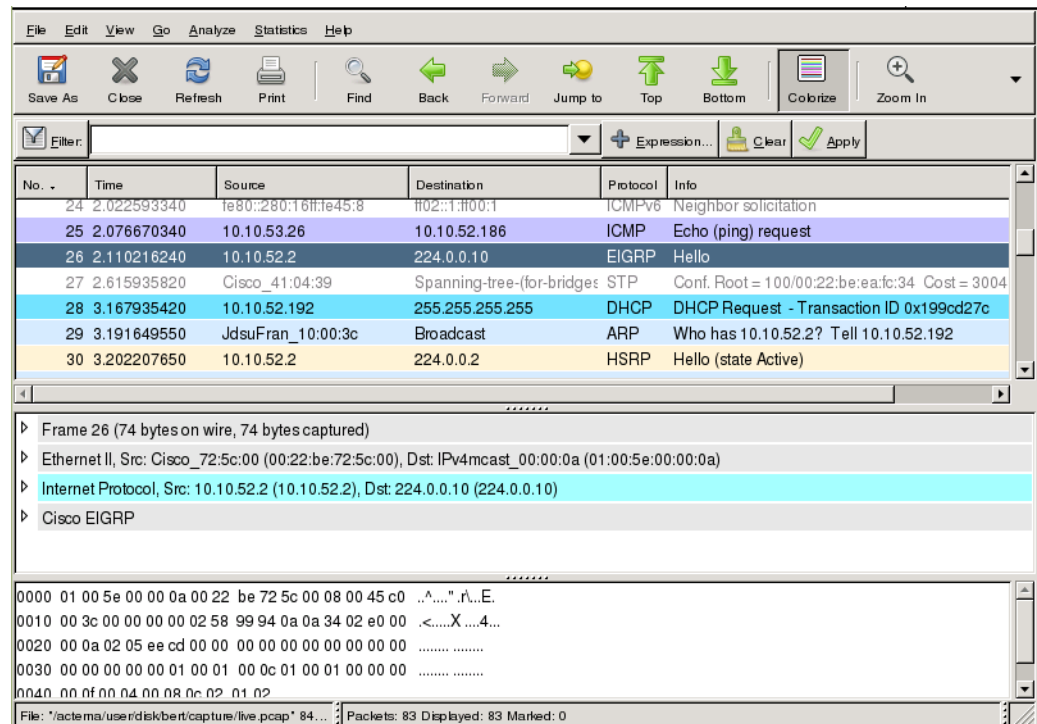 File Edit View Go Analyze Statistics Help
Save As Close Refresh Print Find Back Forward Jump to Top Bottom Colorize Zoom In
Filter: Expression... Clear Apply
No. Time Source Destination Protocol Info
24 2.022593340 fe80::280:16ff:fe45:8 ff02::1:ff00:1 ICMPv6 Neighbor solicitation
25 2.076670340 10.10.53.26 10.10.52.186 ICMP Echo (ping) request
26 2.110216240 10.10.52.2 224.0.0.10 EIGRP Hello
27 2.615935820 Cisco_41:04:39 Spanning-tree-(for-bridges STP Conf. Root = 100/00:22:be:ea:fc:34 Cost = 3004
28 3.167935420 10.10.52.192 255.255.255.255 DHCP DHCP Request - Transaction ID 0x199cd27c
29 3.191649550 JdsuFran_10:00:3c Broadcast ARP Who has 10.10.52.2? Tell 10.10.52.192
30 3.202207650 10.10.52.2 224.0.0.2 HSRP Hello (state Active)
Frame 26 (74 bytes on wire, 74 bytes captured)
Ethernet II, Src: Cisco_72:5c:00 (00:22:be:72:5c:00), Dst: IPv4mcast_00:00:0a (01:00:5e:00:00:0a)
Internet Protocol, Src: 10.10.52.2 (10.10.52.2), Dst: 224.0.0.10 (224.0.0.10)
Cisco EIGRP
0000 01 00 5e 00 00 0a 00 22 be 72 5c 00 08 00 45 c0 ..^...." .r\...E.
0010 00 3c 00 00 00 00 02 58 99 94 0a 0a 34 02 e0 00 .<.....X ....4...
0020 00 0a 02 05 ee cd 00 00 00 00 00 00 00 00 00 00 ........ ........
0030 00 00 00 00 00 01 00 01 00 0c 01 00 01 00 00 00 ........ ........
0040 00 0f 00 04 00 08 0c 02 01 02
File: "/acterna/user/disk/bert/capture/live.pcap" 84... Packets: 83 Displayed: 83 Marked: 0